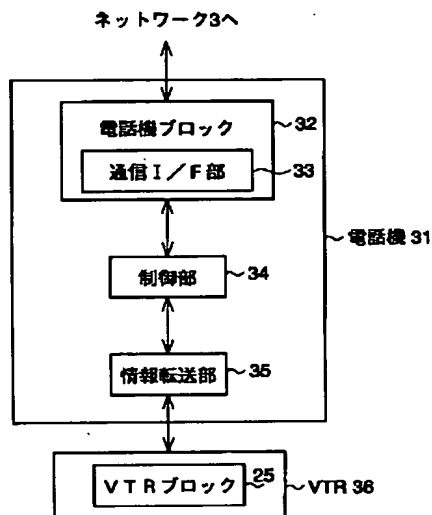 ネットワーク3へ
電話機ブロック
32
通信I/F部
33
電話機 31
制御部
34
情報転送部
35
VTRブロック
25
VTR 36